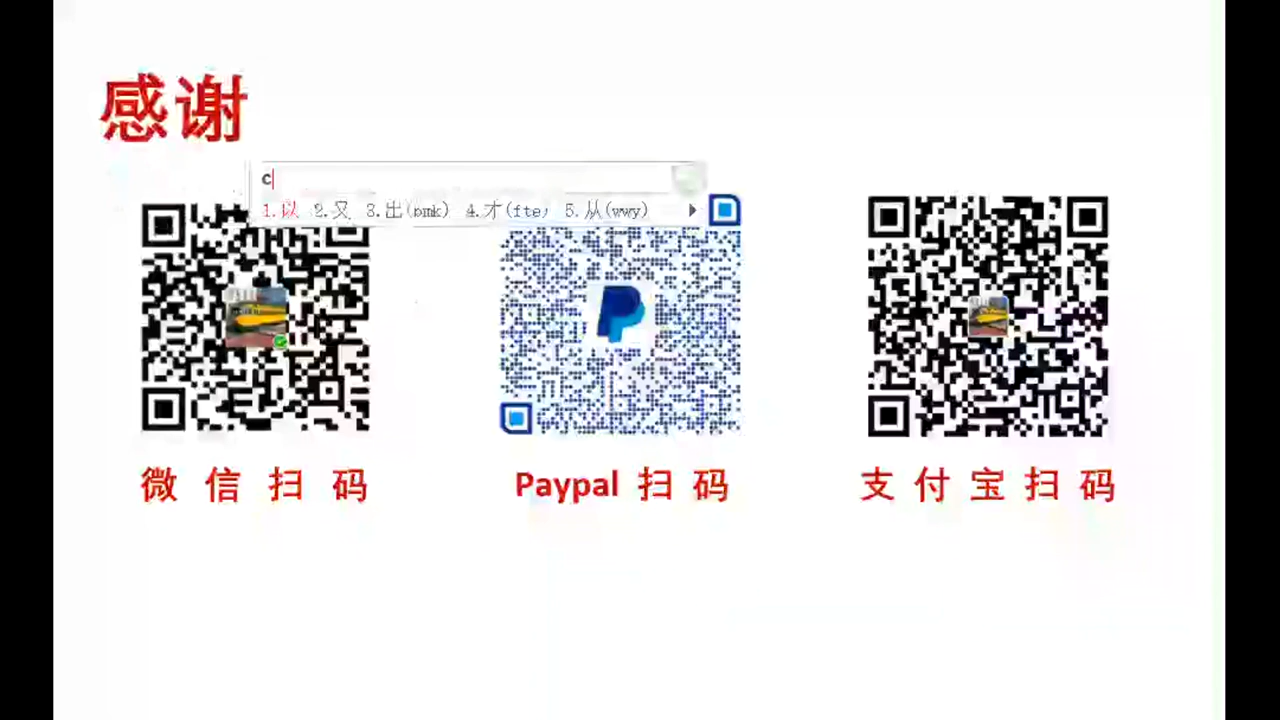 感谢
c
1.以 2.又 3.出(bmk) 4.才(fte) 5.从(wwy)
微信扫码
Paypal 扫码
支付宝扫码